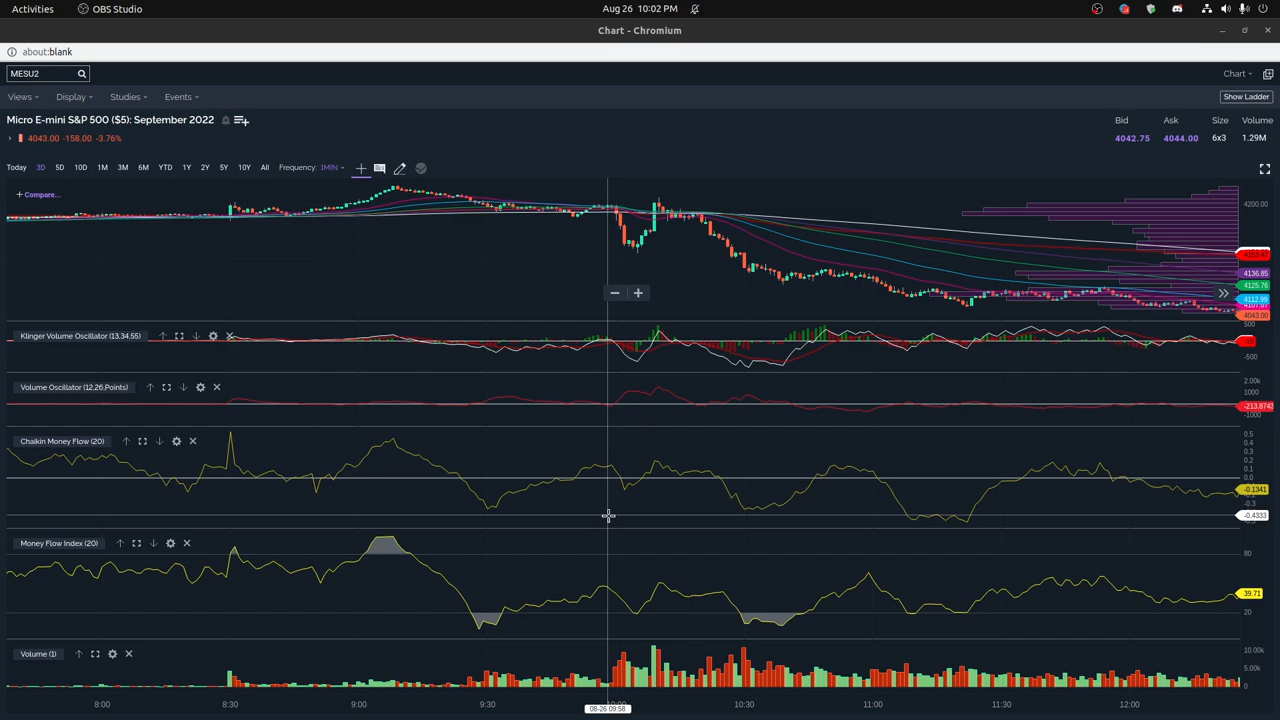 Activities OBS Studio Aug 26 10:02 PM
Chart - Chromium
about:blank
MESU2 Chart
Views Display Studies Events Show Ladder
Micro E-mini S&P 500 ($5): September 2022 Bid Ask Size Volume
4043.00 -158.00 -3.76% 4042.75 4044.00 6x3 1.29M
Today 3D 5D 10D 1M 3M 6M YTD 1Y 2Y 5Y 10Y All Frequency: 1MIN
Compare...
4200.00
4136.85
4125.76
4112.99
4043.00
Klinger Volume Oscillator (13,34,55)
500
-500
Volume Oscillator (12,26,Points)
2.00k
1000
-213.8743
-1000
Chaikin Money Flow (20)
0.5
0.4
0.3
0.2
0.1
0.0
-0.1341
-0.3
-0.4333
Money Flow Index (20)
80
39.71
20
Volume (1)
10.00k
5.00k
0
8:00 8:30 9:00 9:30 10:00 10:30 11:00 11:30 12:00
08-26 09:58